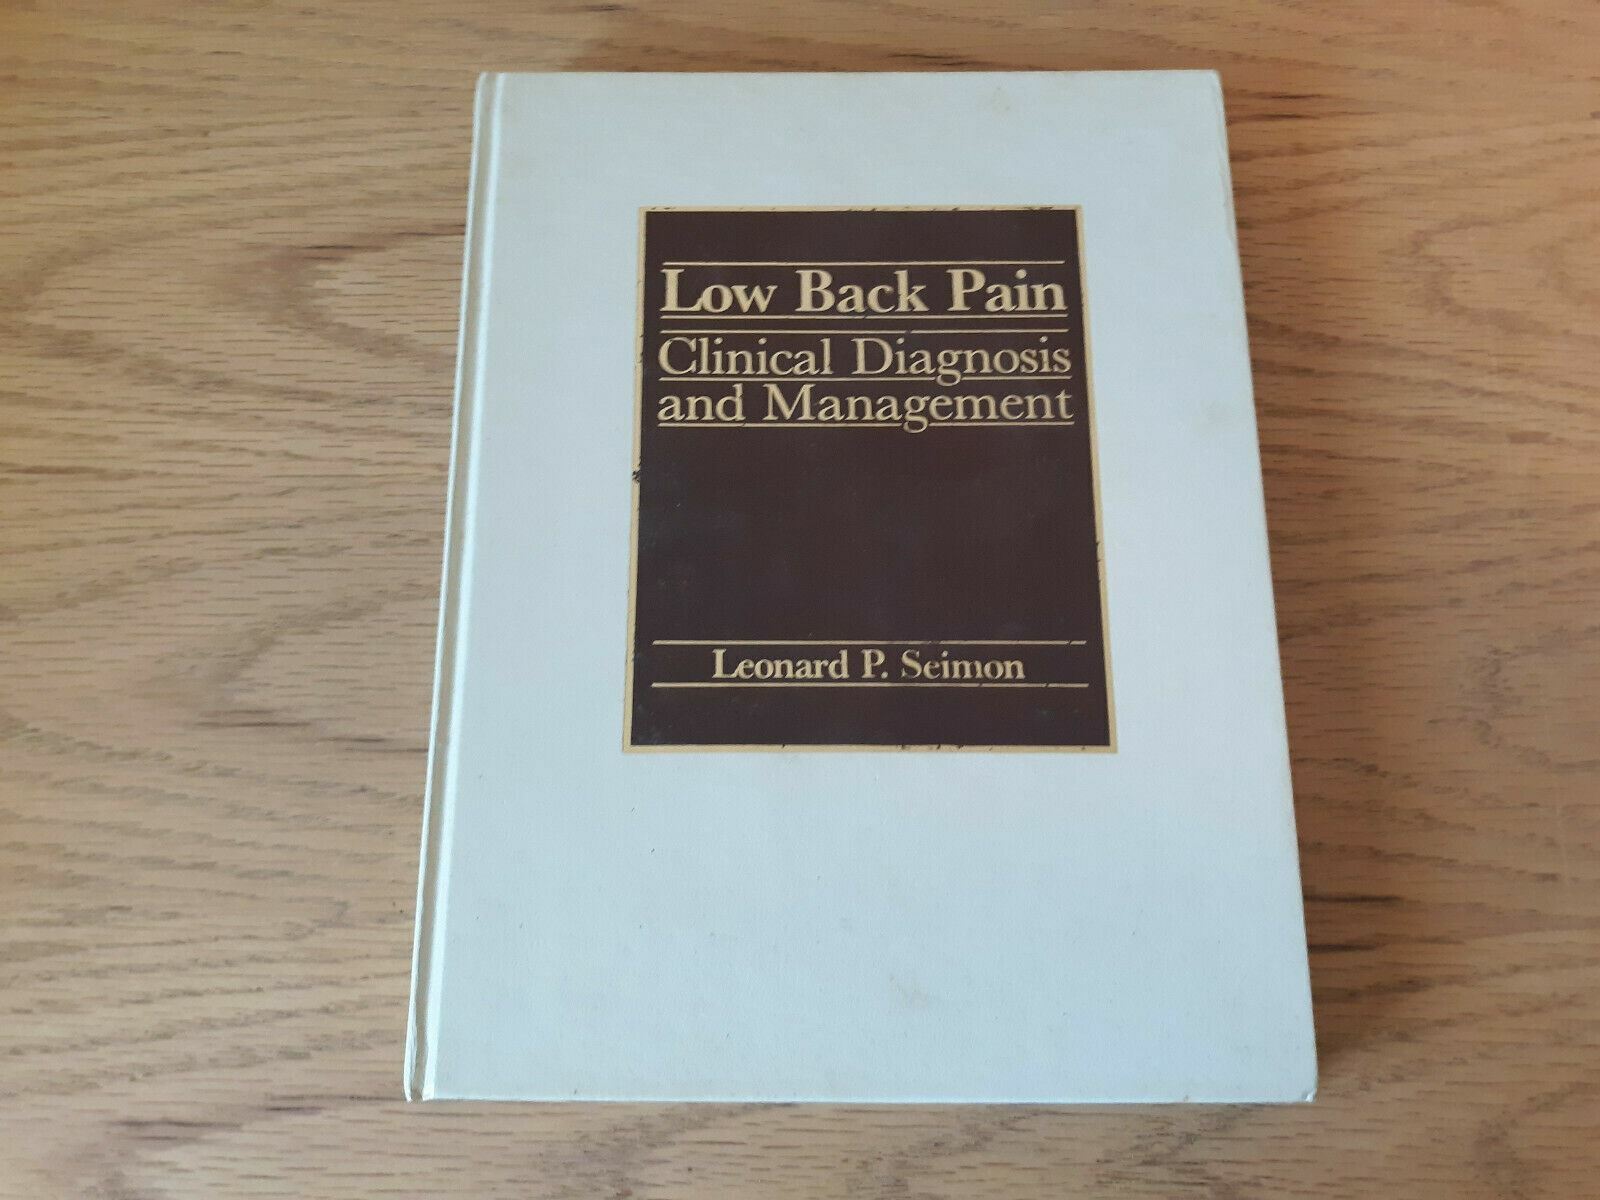 Low Back Pain
Clinical Diagnosis
and Management
Leonard P. Seimon